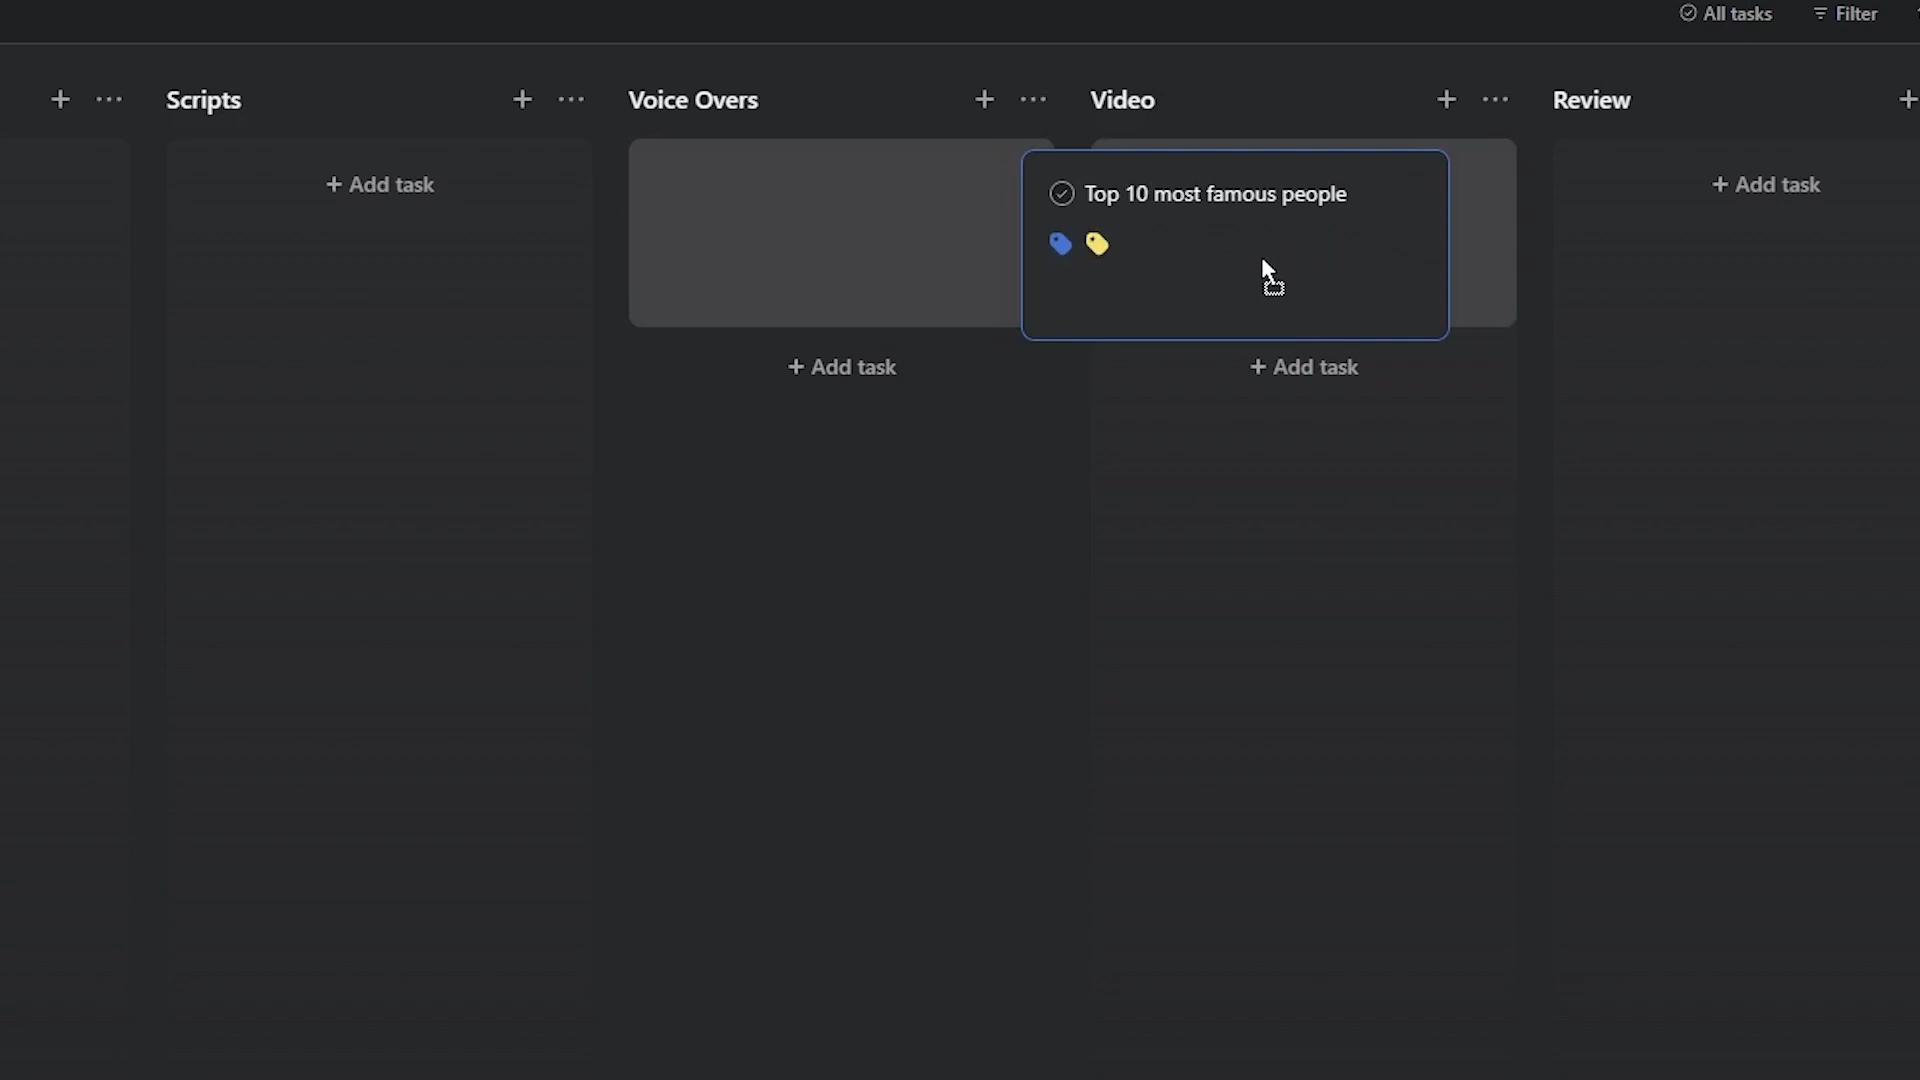 All tasks
Filter
Scripts
Voice Overs
Video
Review
+ Add task
Top 10 most famous people
+ Add task
+ Add task
+ Add task